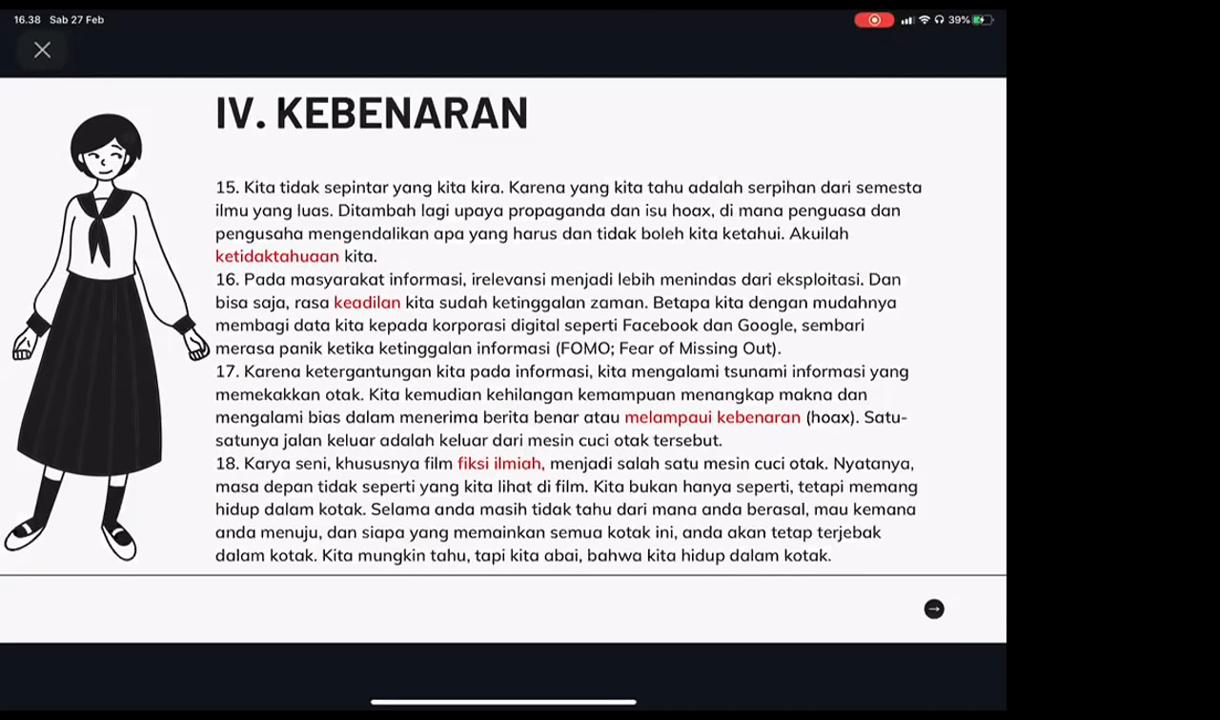 16.38 Sab 27 Feb
39%
IV. KEBENARAN
15. Kita tidak sepintar yang kita kira. Karena yang kita tahu adalah serpihan dari semesta
ilmu yang luas. Ditambah lagi upaya propaganda dan isu hoax, di mana penguasa dan
pengusaha mengendalikan apa yang harus dan tidak boleh kita ketahui. Akuilah
ketidaktahuaan kita.
16. Pada masyarakat informasi, irelevansi menjadi lebih menindas dari eksploitasi. Dan
bisa saja, rasa keadilan kita sudah ketinggalan zaman. Betapa kita dengan mudahnya
membagi data kita kepada korporasi digital seperti Facebook dan Google, sembari
merasa panik ketika ketinggalan informasi (FOMO; Fear of Missing Out).
17. Karena ketergantungan kita pada informasi, kita mengalami tsunami informasi yang
memekakkan otak. Kita kemudian kehilangan kemampuan menangkap makna dan
mengalami bias dalam menerima berita benar atau melampaui kebenaran (hoax). Satu-
satunya jalan keluar adalah keluar dari mesin cuci otak tersebut.
18. Karya seni, khususnya film fiksi ilmiah, menjadi salah satu mesin cuci otak. Nyatanya,
masa depan tidak seperti yang kita lihat di film. Kita bukan hanya seperti, tetapi memang
hidup dalam kotak. Selama anda masih tidak tahu dari mana anda berasal, mau kemana
anda menuju, dan siapa yang memainkan semua kotak ini, anda akan tetap terjebak
dalam kotak. Kita mungkin tahu, tapi kita abai, bahwa kita hidup dalam kotak.